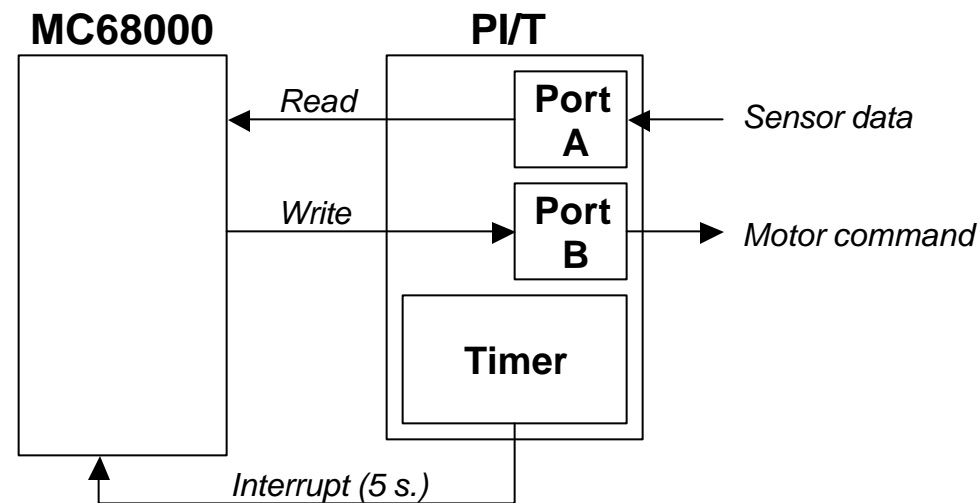 MC68000
PI/T
Read
Port
A
Sensor data
Write
Port
B
Motor command
Timer
Interrupt (5 s.)